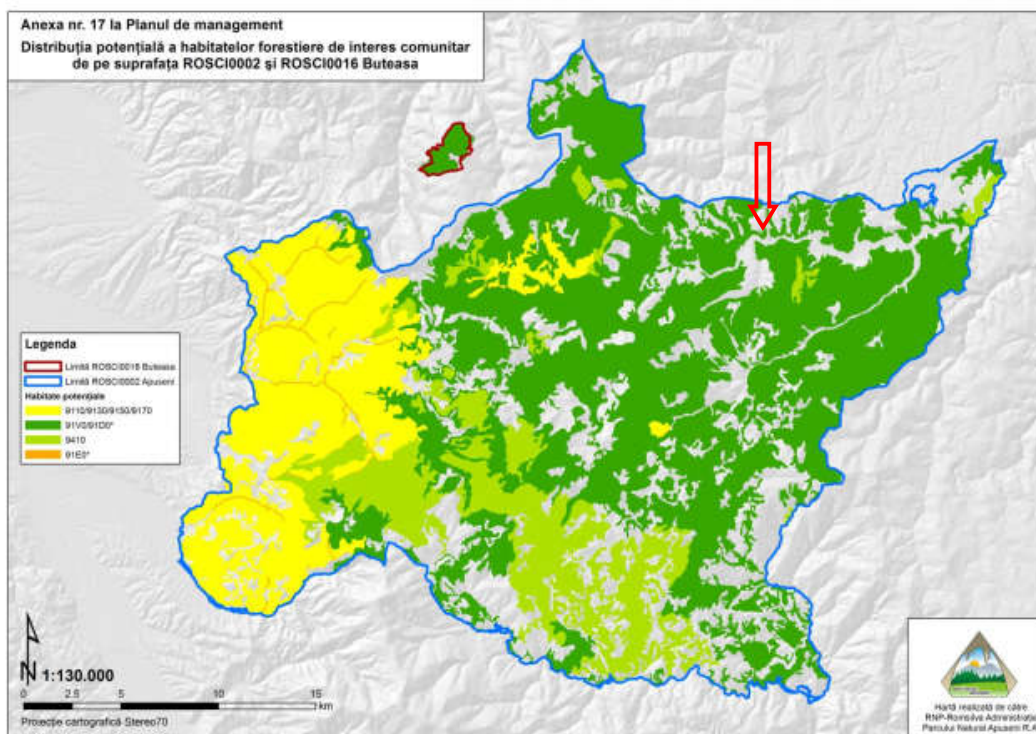 Anexa nr. 17 la Planul de management
Distribuția potențială a habitatelor forestiere de interes comunitar
de pe suprafața ROSCI0002 și ROSCI0016 Buteasa
Legenda
Limită ROSCI0016 Buteasa
Limită ROSCI0002 Apuseni
Habitate potențiale
9110/9130/9150/9170
91V0/91D0*
9410
91E0*
N 1:130.000
0 2.5 5 10 15
km
Proiecție cartografică Stereo70
Hartă realizată de către
RNP-Romsilva Administrația
Parcului Natural Apuseni R.A.